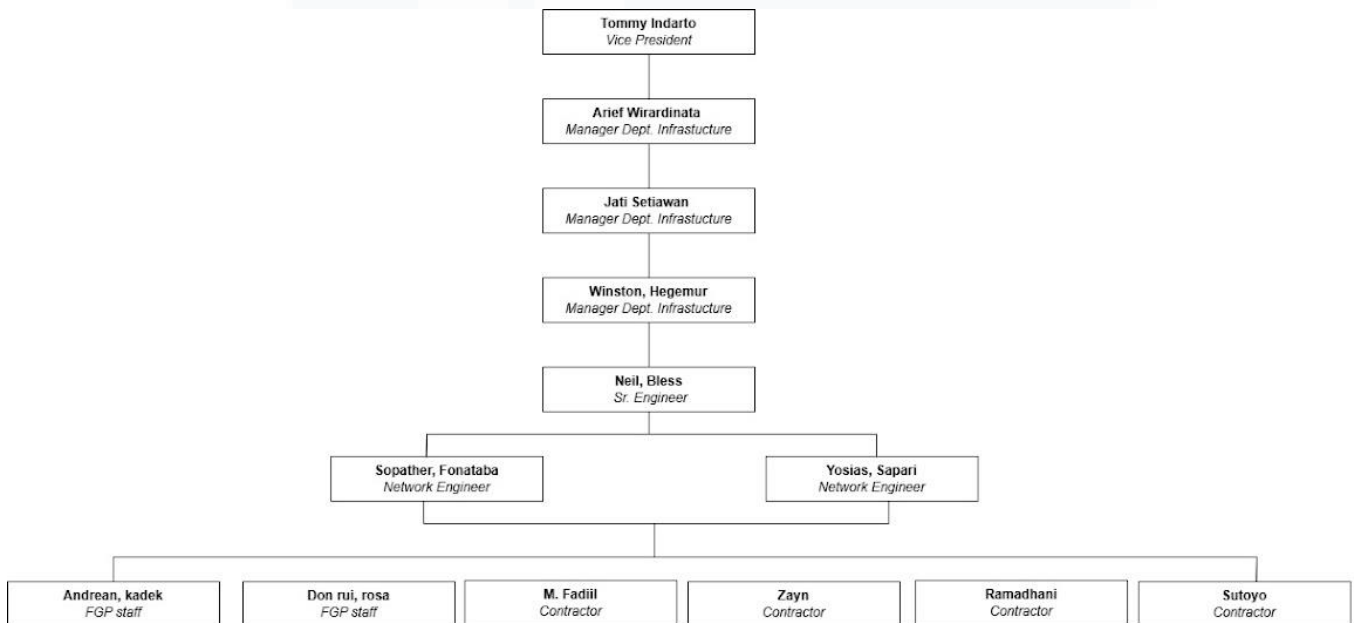 Tommy Indarto
Vice President
Arief Wirardinata
Manager Dept. Infrastucture
Jati Setiawan
Manager Dept. Infrastucture
Winston, Hegemur
Manager Dept. Infrastucture
Neil, Bless
Sr. Engineer
Sopather, Fonataba
Network Engineer
Yosias, Sapari
Network Engineer
Andrean, kadek
FGP staff
Don rui, rosa
FGP staff
M. Fadiil
Contractor
Zayn
Contractor
Ramadhani
Contractor
Sutoyo
Contractor